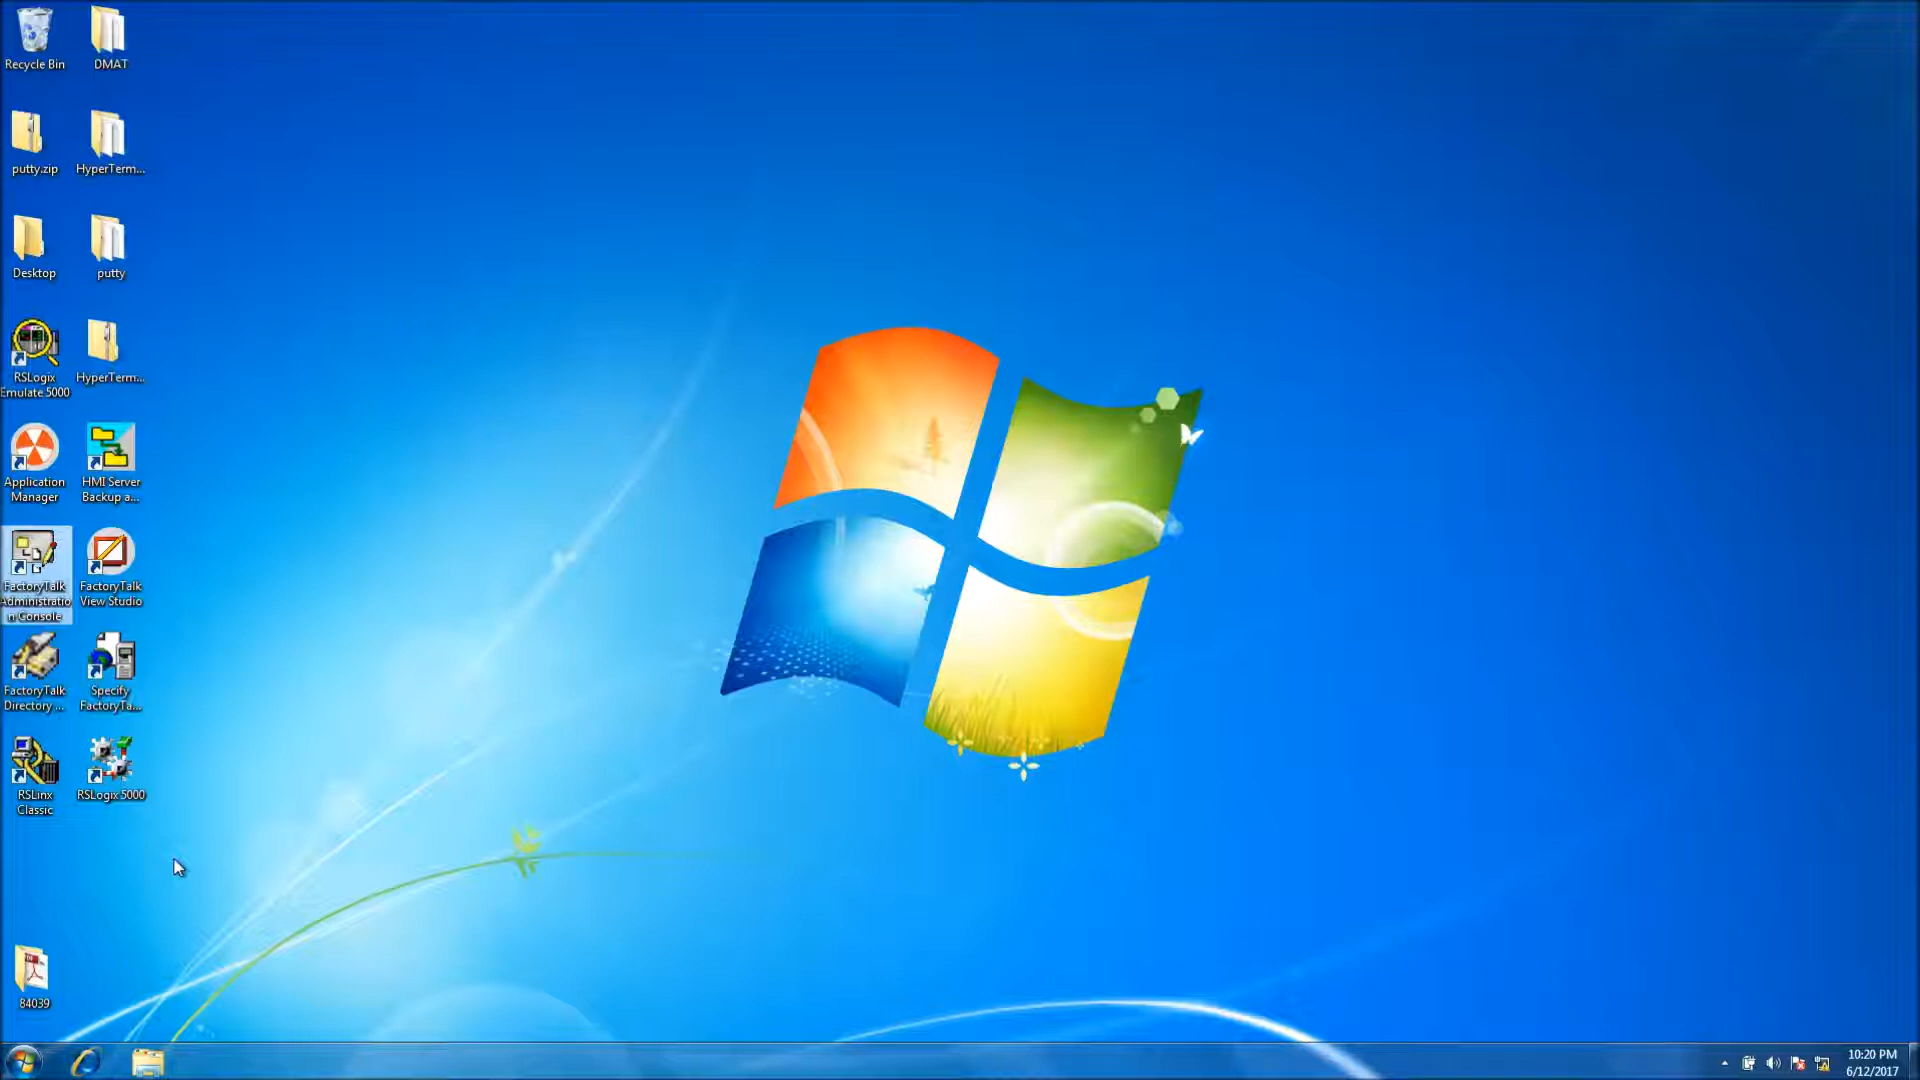 Recycle Bin
DMAT
putty.zip
HyperTerm...
Desktop
putty
RSLogix
Emulate 5000
HyperTerm...
Application
Manager
HMI Server
Backup a...
FactoryTalk
Administratio
n Console
FactoryTalk
View Studio
FactoryTalk
Directory ...
Specify
FactoryTa...
RSLinx
Classic
RSLogix 5000
84039
10:20 PM
6/12/2017